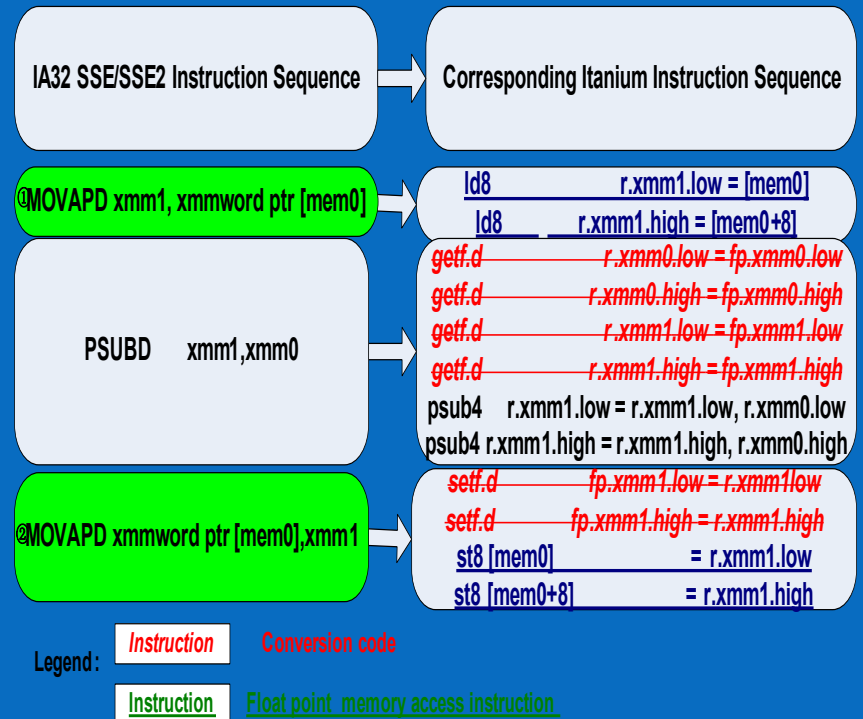 IA32 SSE/SSE2 Instruction Sequence
Corresponding Itanium Instruction Sequence
①MOVAPD xmm1, xmmword ptr [mem0]
ld8 r.xmm1.low = [mem0]
ld8 r.xmm1.high = [mem0+8]
PSUBD xmm1,xmm0
getf.d r.xmm0.low = fp.xmm0.low
getf.d r.xmm0.high = fp.xmm0.high
getf.d r.xmm1.low = fp.xmm1.low
getf.d r.xmm1.high = fp.xmm1.high
psub4 r.xmm1.low = r.xmm1.low, r.xmm0.low
psub4 r.xmm1.high = r.xmm1.high, r.xmm0.high
②MOVAPD xmmword ptr [mem0],xmm1
setf.d fp.xmm1.low = r.xmm1low
setf.d fp.xmm1.high = r.xmm1.high
st8 [mem0] = r.xmm1.low
st8 [mem0+8] = r.xmm1.high
Legend:
Instruction Conversion code
Instruction Float point memory access instruction